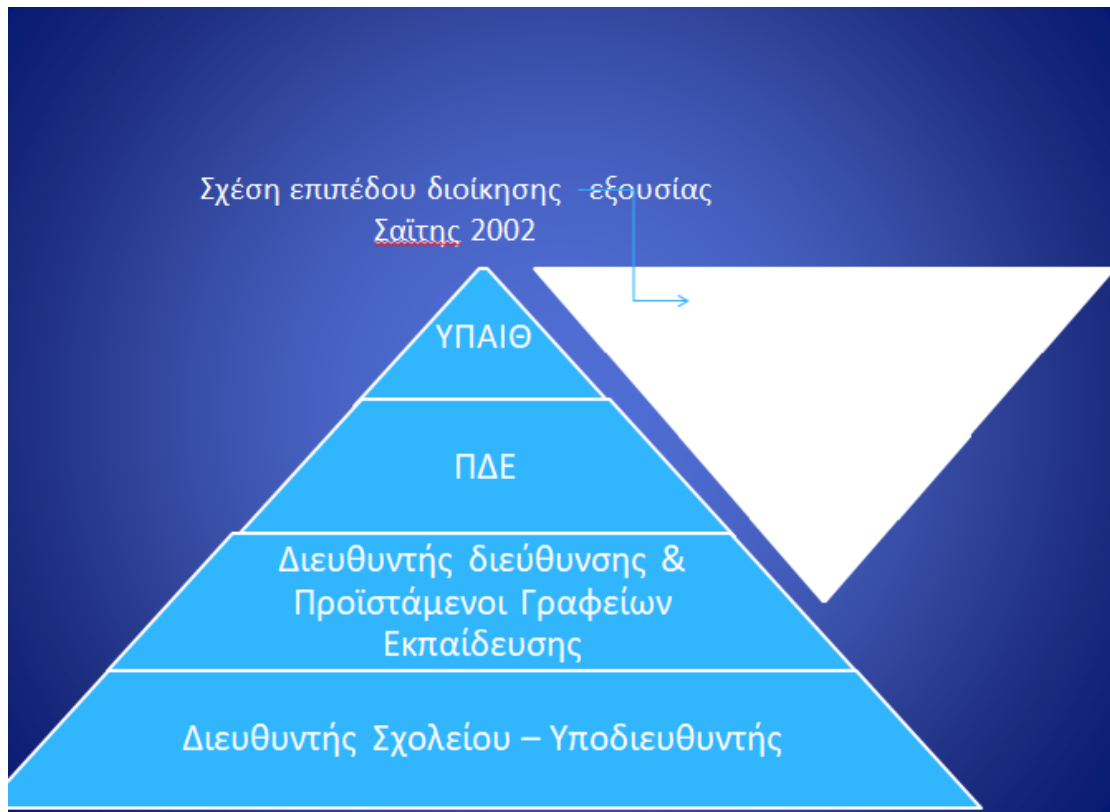 Σχέση επιπέδου διοίκησης εξουσίας
Σαϊτης 2002
ΥΠΑΙΘ
ΠΔΕ
Διευθυντής διεύθυνσης &
Προϊστάμενοι Γραφείων
Εκπαίδευσης
Διευθυντής Σχολείου – Υποδιευθυντής